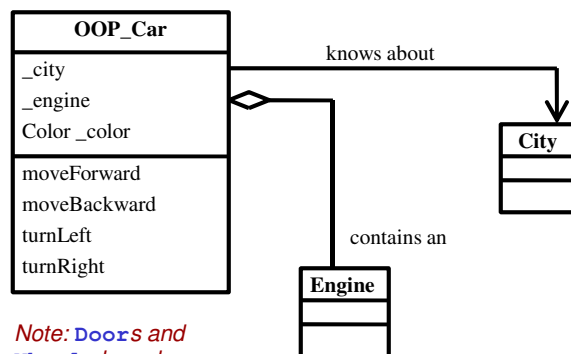 OOP_Car
_city
_engine
Color _color
moveForward
moveBackward
turnLeft
turnRight
knows about
City
contains an
Engine
Note: Doors and